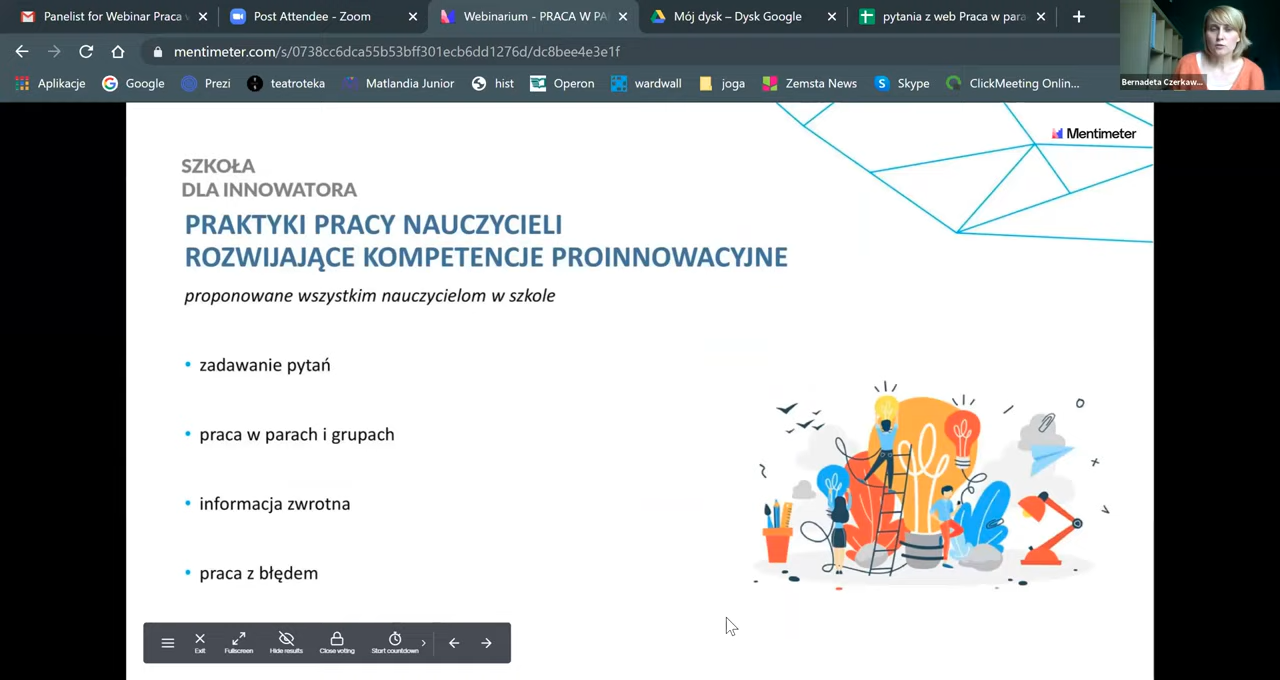 Panelist for Webinar Praca w
Post Attendee - Zoom
Webinarium - PRACA W PA
Mój dysk – Dysk Google
pytania z web Praca w para
mentimeter.com/s/0738cc6dca55b53bff301ecb6dd1276d/dc8bee4e3e1f
Aplikacje
Google
Prezi
teatroteka
Matlandia Junior
hist
Operon
wardwall
joga
Zemsta News
Skype
ClickMeeting Onlin...
Bernadeta Czerkaw...
Mentimeter
SZKOŁA
DLA INNOWATORA
PRAKTYKI PRACY NAUCZYCIELI
ROZWIJAJĄCE KOMPETENCJE PROINNOWACYJNE
proponowane wszystkim nauczycielom w szkole
• zadawanie pytań
• praca w parach i grupach
• informacja zwrotna
• praca z błędem
Exit
Fullscreen
Hide results
Close voting
Start countdown